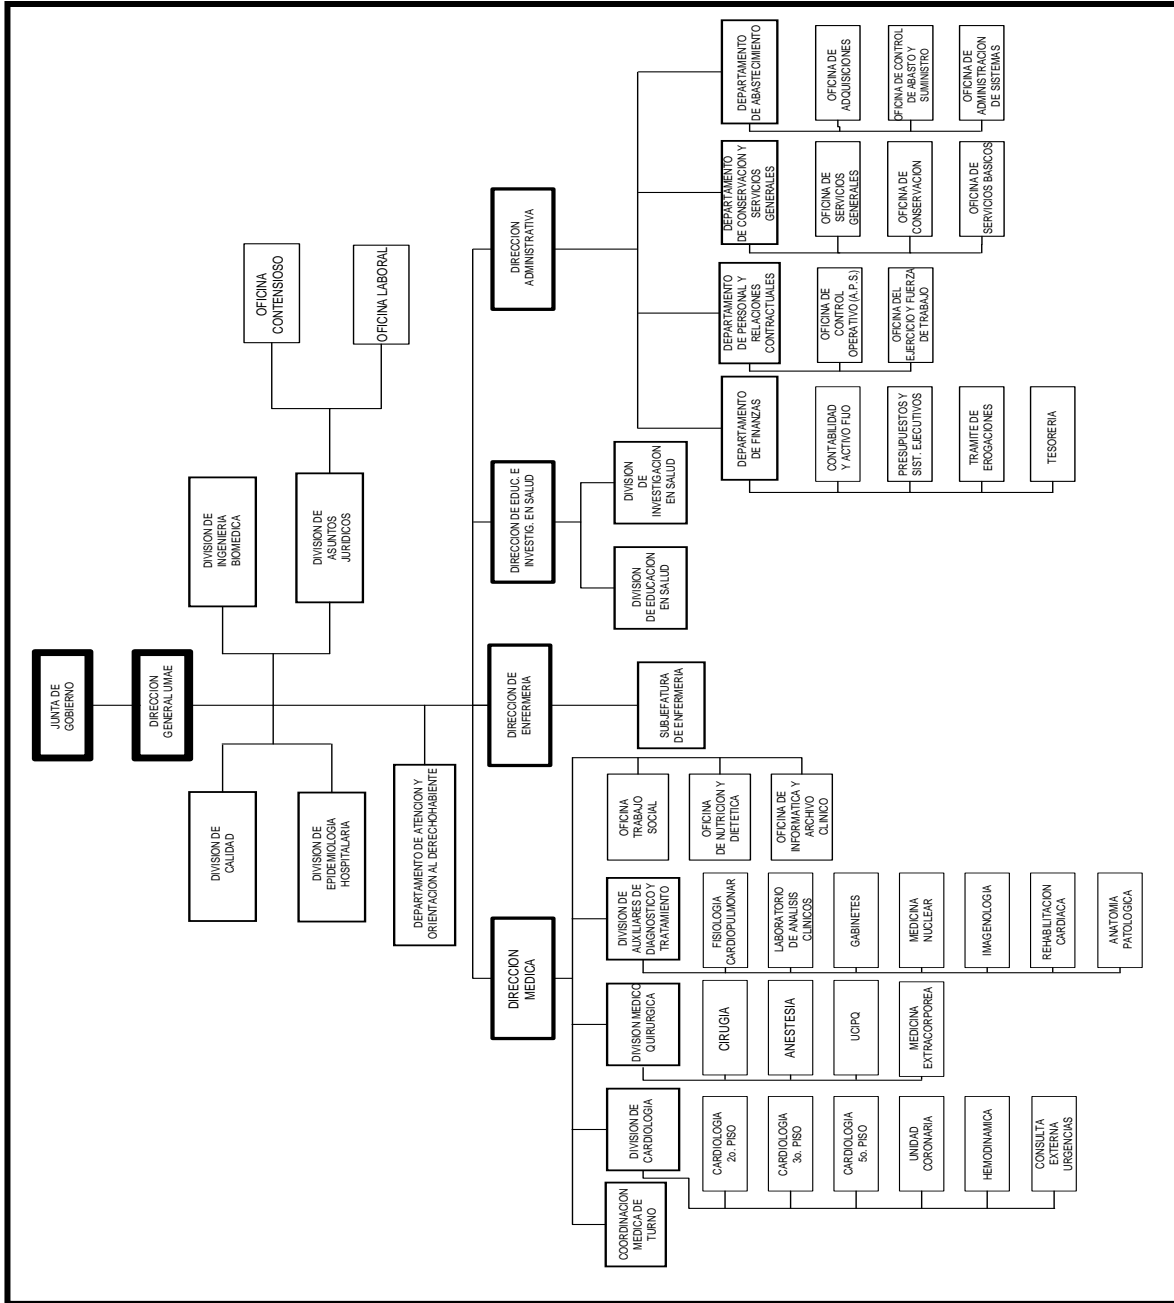 JUNTA DE
GOBIERNO
DIRECCION
GENERAL UMAE
DIVISION DE
CALIDAD
DIVISION DE
INGENIERIA
BIOMEDICA
OFICINA
CONTENSIOSO
DIVISION DE
EPIDEMIOLOGIA
HOSPITALARIA
DIVISION DE
ASUNTOS
JURIDICOS
OFICINA LABORAL
DEPARTAMENTO DE ATENCION Y
ORIENTACION AL DERECHOHABIENTE
DIRECCION
MEDICA
DIRECCION DE
ENFERMERIA
DIRECCION DE EDUC. E
INVESTIG. EN SALUD
DIRECCION
ADMINISTRATIVA
COORDINACION
MEDICA DE
TURNO
DIVISION DE
CARDIOLOGIA
CARDIOLOGIA
2o. PISO
CARDIOLOGIA
3o. PISO
CARDIOLOGIA
5o. PISO
UNIDAD
CORONARIA
HEMODINAMICA
CONSULTA
EXTERNA
URGENCIAS
DIVISION MEDICO
QUIRURGICA
CIRUGIA
ANESTESIA
UCIPQ
MEDICINA
EXTRACORPOREA
DIVISION DE
AUXILIARES DE
DIAGNOSTICO Y
TRATAMIENTO
FISIOLOGIA
CARDIOPULMONAR
LABORATORIO
DE ANALISIS
CLINICOS
GABINETES
MEDICINA
NUCLEAR
IMAGENOLOGIA
REHABILITACION
CARDIACA
ANATOMIA
PATOLOGICA
OFICINA
TRABAJO
SOCIAL
OFICINA
DE NUTRICION Y
DIETETICA
OFICINA DE
INFORMATICA Y
ARCHIVO
CLINICO
SUBJEFATURA
DE ENFERMERIA
DIVISION
DE EDUCACION
EN SALUD
DIVISION
DE
INVESTIGACION
EN SALUD
DEPARTAMENTO
DE FINANZAS
CONTABILIDAD
Y ACTIVO FIJO
PRESUPUESTOS Y
SIST. EJECUTIVOS
TRAMITE DE
EROGACIONES
TESORERIA
DEPARTAMENTO
DE PERSONAL Y
RELACIONES
CONTRACTUALES
OFICINA DE
CONTROL
OPERATIVO (A.P.S.)
OFICINA DEL
EJERCICIO Y FUERZA
DE TRABAJO
DEPARTAMENTO
DE CONSERVACION Y
SERVICIOS
GENERALES
OFICINA DE
SERVICIOS
GENERALES
OFICINA DE
CONSERVACION
OFICINA DE
SERVICIOS BASICOS
DEPARTAMENTO
DE ABASTECIMIENTO
OFICINA DE
ADQUISICIONES
OFICINA DE CONTROL
DE ABASTO Y
SUMINISTRO
OFICINA DE
ADMINISTRACION
DE SISTEMAS